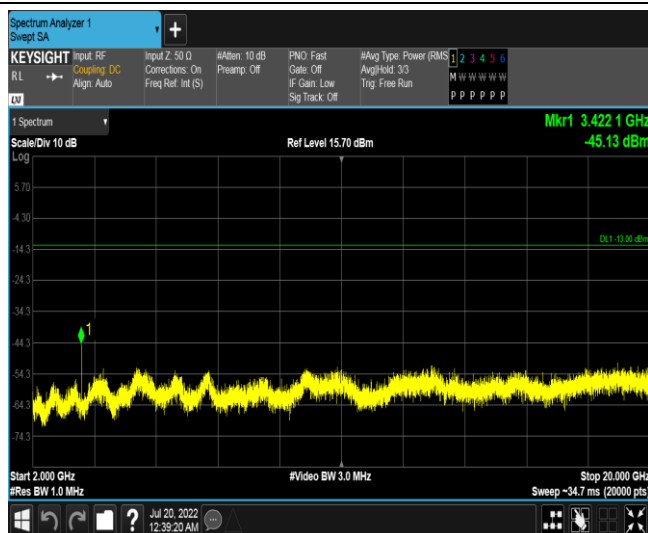 Spectrum Analyzer 1
Swept SA
+
KEYSIGHT
RL
LXI
Input: RF
Coupling: DC
Align: Auto
Input Z: 50 Ω
Corrections: On
Freq Ref: Int (S)
#Atten: 10 dB
Preamp: Off
PNO: Fast
Gate: Off
IF Gain: Low
Sig Track: Off
#Avg Type: Power (RMS
Avg|Hold: 3/3
Trig: Free Run
1 2 3 4 5 6
M W W W W W
P P P P P P
1 Spectrum
Mkr1 3.422 1 GHz
Scale/Div 10 dB
Ref Level 15.70 dBm
-45.13 dBm
Log
5.70
-4.30
DL1 -13.00 dBm
-14.3
-24.3
-34.3
1
-44.3
-54.3
-64.3
-74.3
Start 2.000 GHz
#Video BW 3.0 MHz
Stop 20.000 GHz
#Res BW 1.0 MHz
Sweep ~34.7 ms (20000 pts)
?
Jul 20, 2022
12:39:20 AM